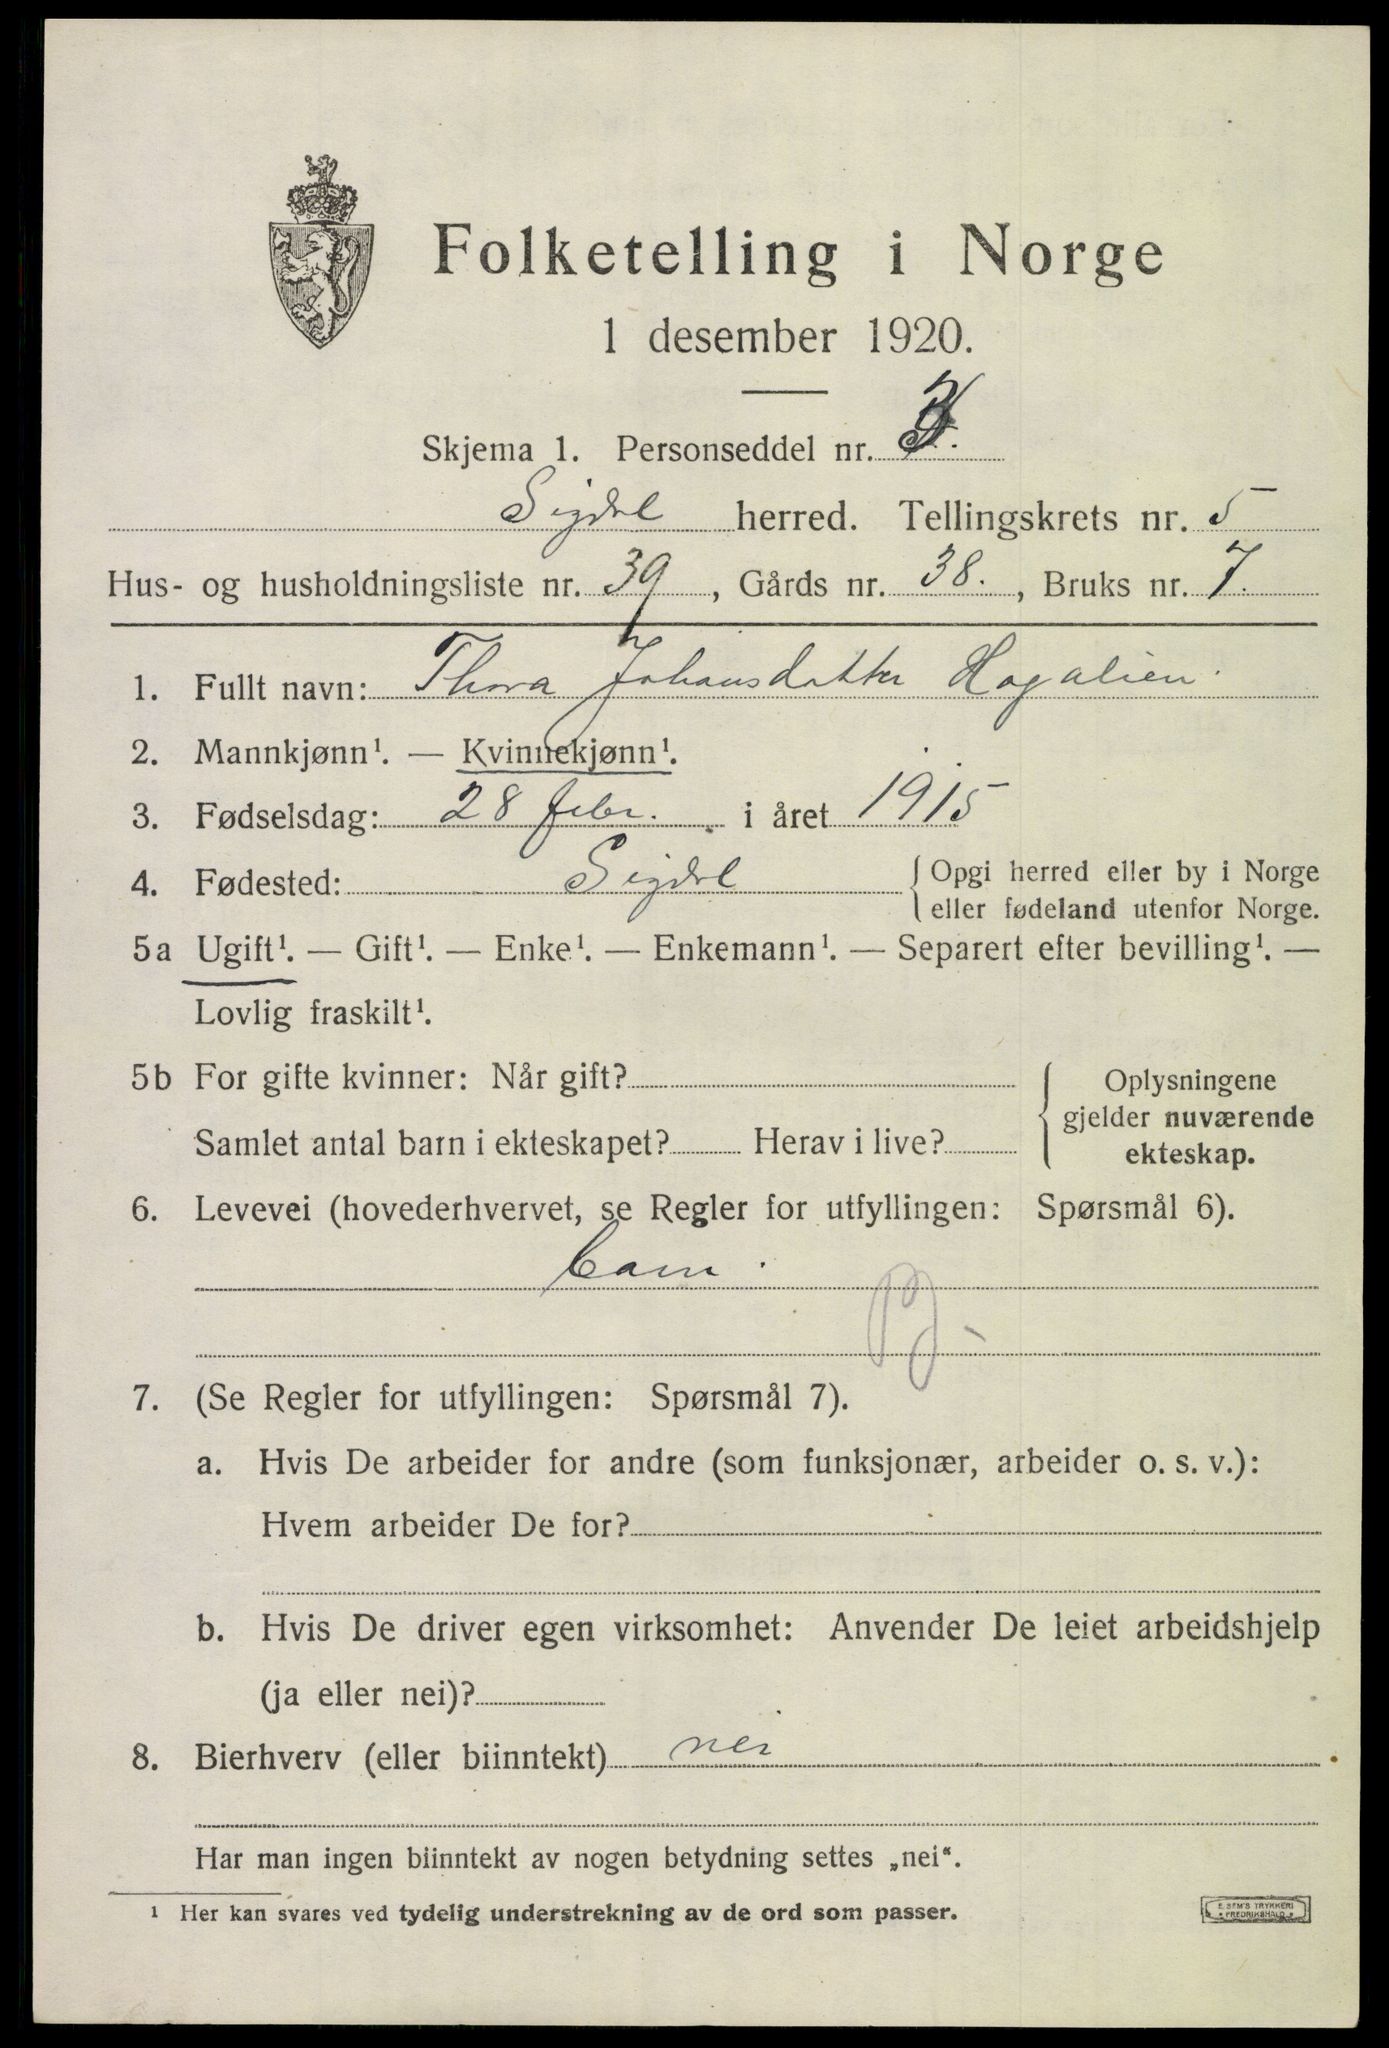 Folketelling i Norge
1 desember 1920.
Skjema 1. Personseddel nr. 3.
Sigdal herred. Tellingskrets nr. 5
Hus- og husholdningsliste nr. 39, Gårds nr. 38., Bruks nr. 7.
1. Fullt navn: Thora Johansdatter Hagalien.
2. Mannkjønn¹. — Kvinnekjønn¹.
3. Fødselsdag: 28 febr. i året 1915
4. Fødested: Sigdal { Opgi herred eller by i Norge
eller fødeland utenfor Norge.
5a Ugift¹. — Gift¹. — Enke¹. — Enkemann¹. — Separert efter bevilling¹. —
Lovlig fraskilt¹.
5b For gifte kvinner: Når gift?
Samlet antal barn i ekteskapet? Herav i live?
{ Oplysningene
gjelder nuværende
ekteskap.
6. Levevei (hovederhvervet, se Regler for utfyllingen: Spørsmål 6).
barn.
7. (Se Regler for utfyllingen: Spørsmål 7).
a. Hvis De arbeider for andre (som funksjonær, arbeider o. s. v.):
Hvem arbeider De for?
b. Hvis De driver egen virksomhet: Anvender De leiet arbeidshjelp
(ja eller nei)?
8. Bierhverv (eller biinntekt) nei
Har man ingen biinntekt av nogen betydning settes „nei“.
¹ Her kan svares ved tydelig understrekning av de ord som passer.
E. SEM'S TRYKKERI
FREDRIKSHALD